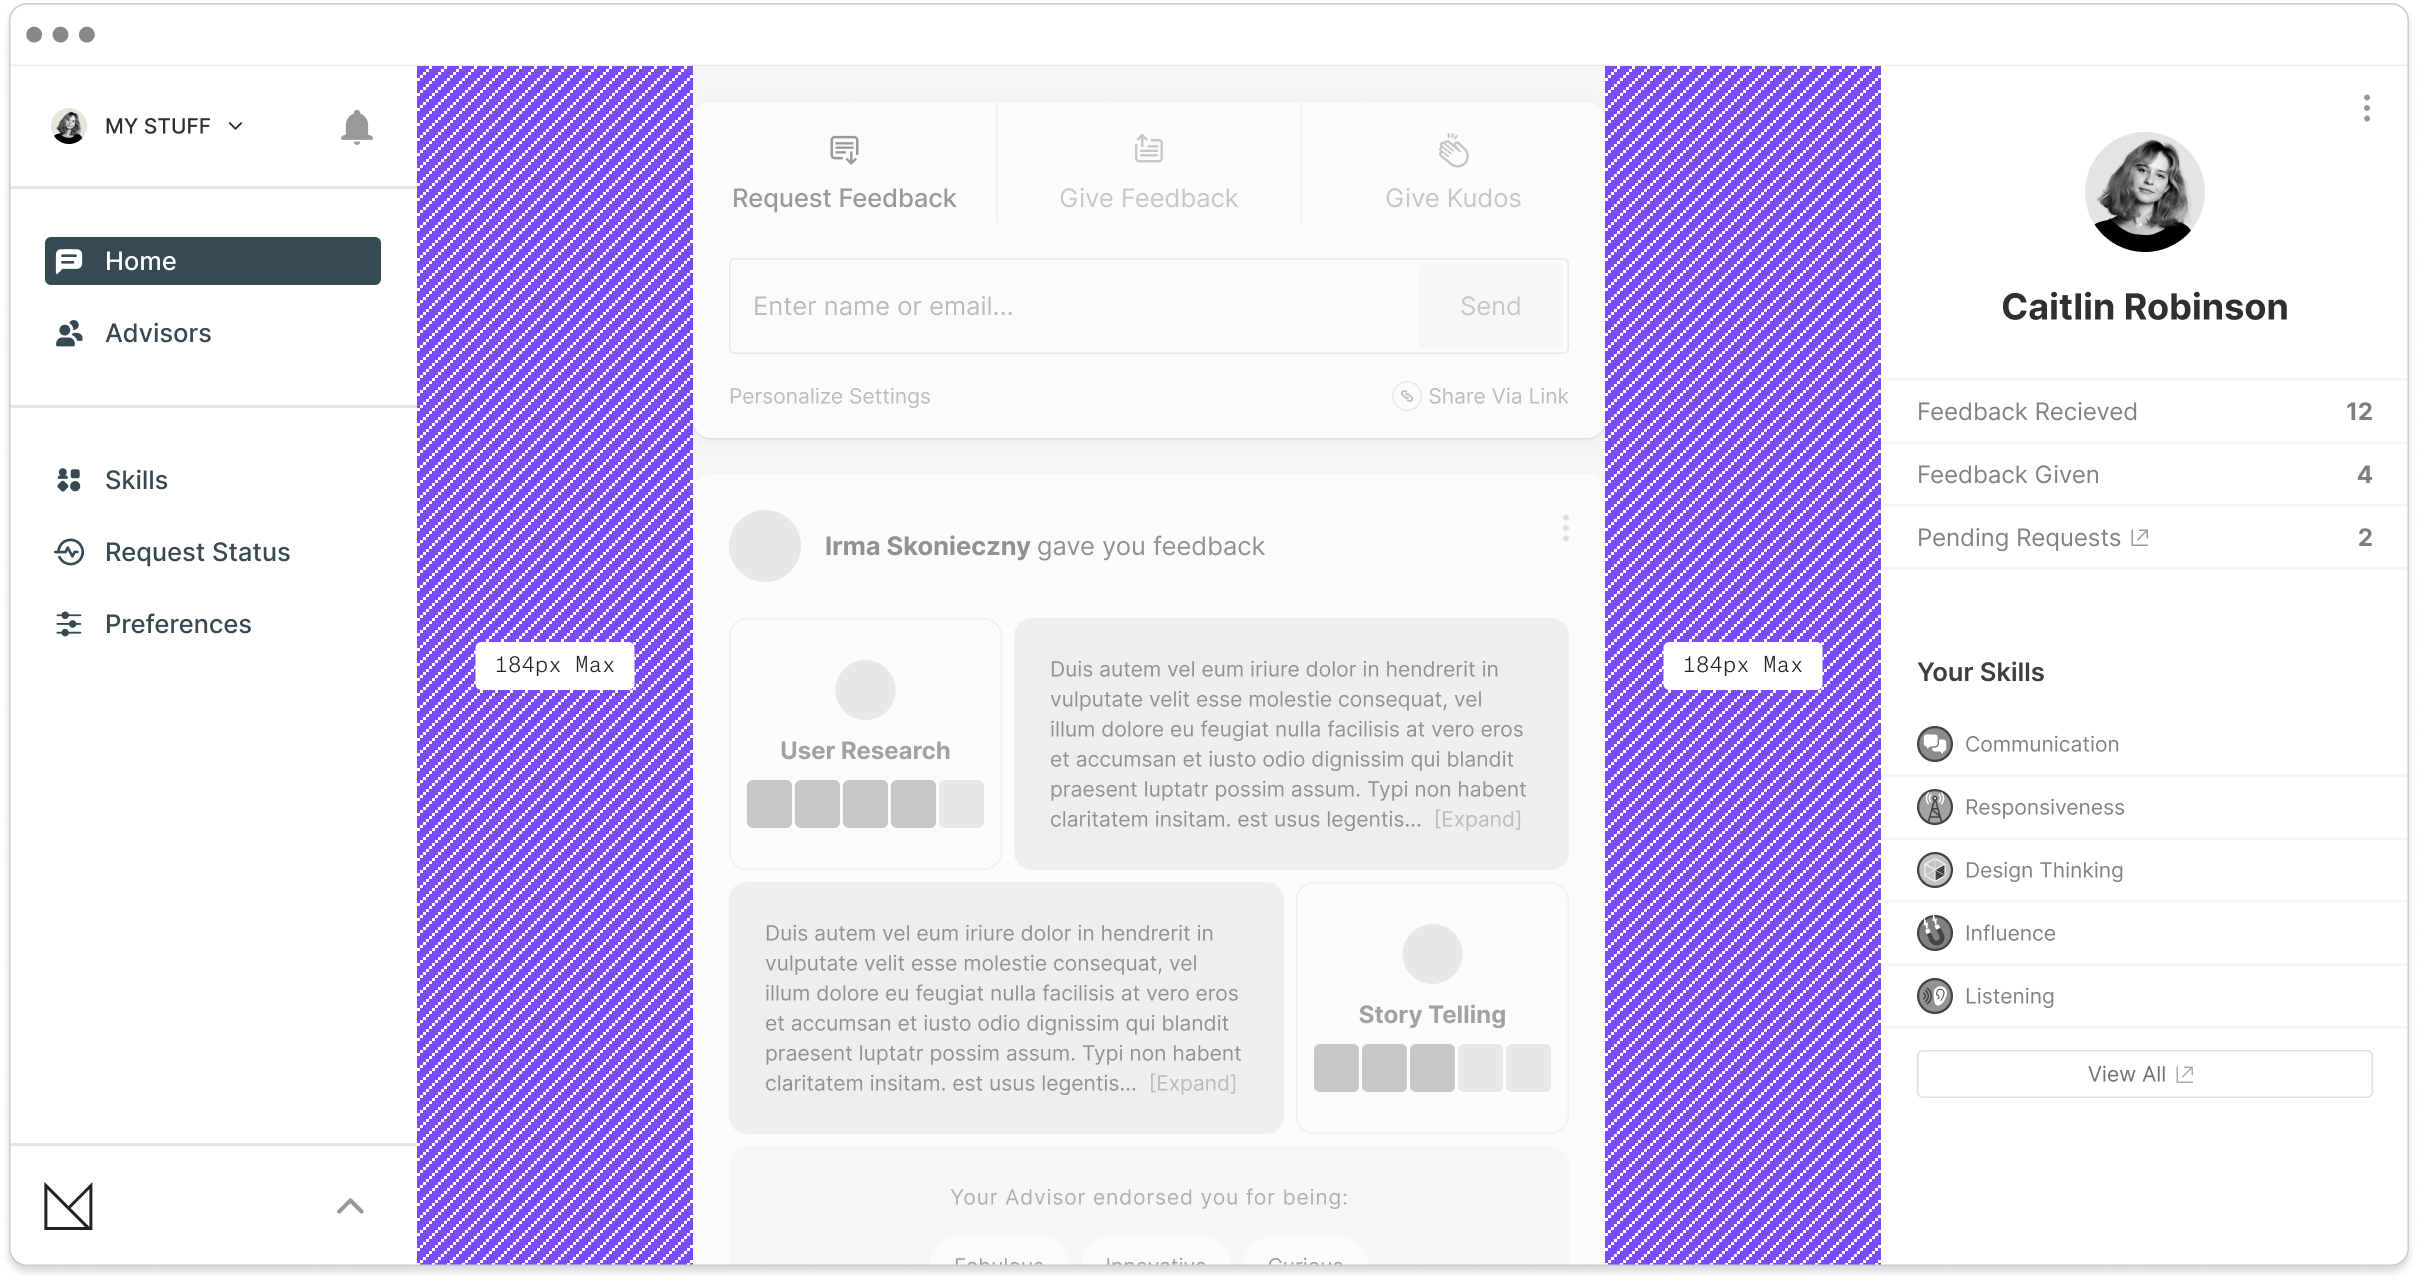 MY STUFF
Home
Advisors
Skills
Request Status
Preferences
184px Max
Request Feedback
Give Feedback
Give Kudos
Enter name or email...
Send
Personalize Settings
Share Via Link
Irma Skonieczny gave you feedback
User Research
Duis autem vel eum iriure dolor in hendrerit in
vulputate velit esse molestie consequat, vel
illum dolore eu feugiat nulla facilisis at vero eros
et accumsan et iusto odio dignissim qui blandit
praesent luptatr possim assum. Typi non habent
claritatem insitam. est usus legentis... [Expand]
Duis autem vel eum iriure dolor in hendrerit in
vulputate velit esse molestie consequat, vel
illum dolore eu feugiat nulla facilisis at vero eros
et accumsan et iusto odio dignissim qui blandit
praesent luptatr possim assum. Typi non habent
claritatem insitam. est usus legentis... [Expand]
Story Telling
Your Advisor endorsed you for being:
Fabulous
Innovative
Curious
184px Max
Caitlin Robinson
Feedback Recieved 12
Feedback Given 4
Pending Requests 2
Your Skills
Communication
Responsiveness
Design Thinking
Influence
Listening
View All